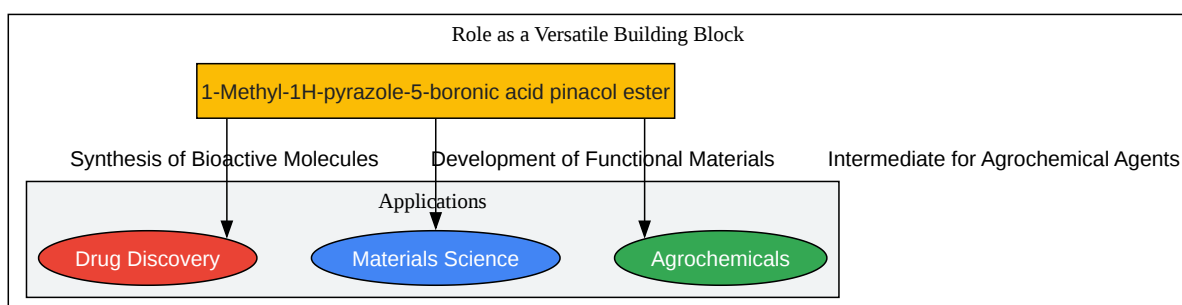 Role as a Versatile Building Block
1-Methyl-1H-pyrazole-5-boronic acid pinacol ester
Synthesis of Bioactive Molecules
Development of Functional Materials
Intermediate for Agrochemical Agents
Applications
Drug Discovery
Materials Science
Agrochemicals